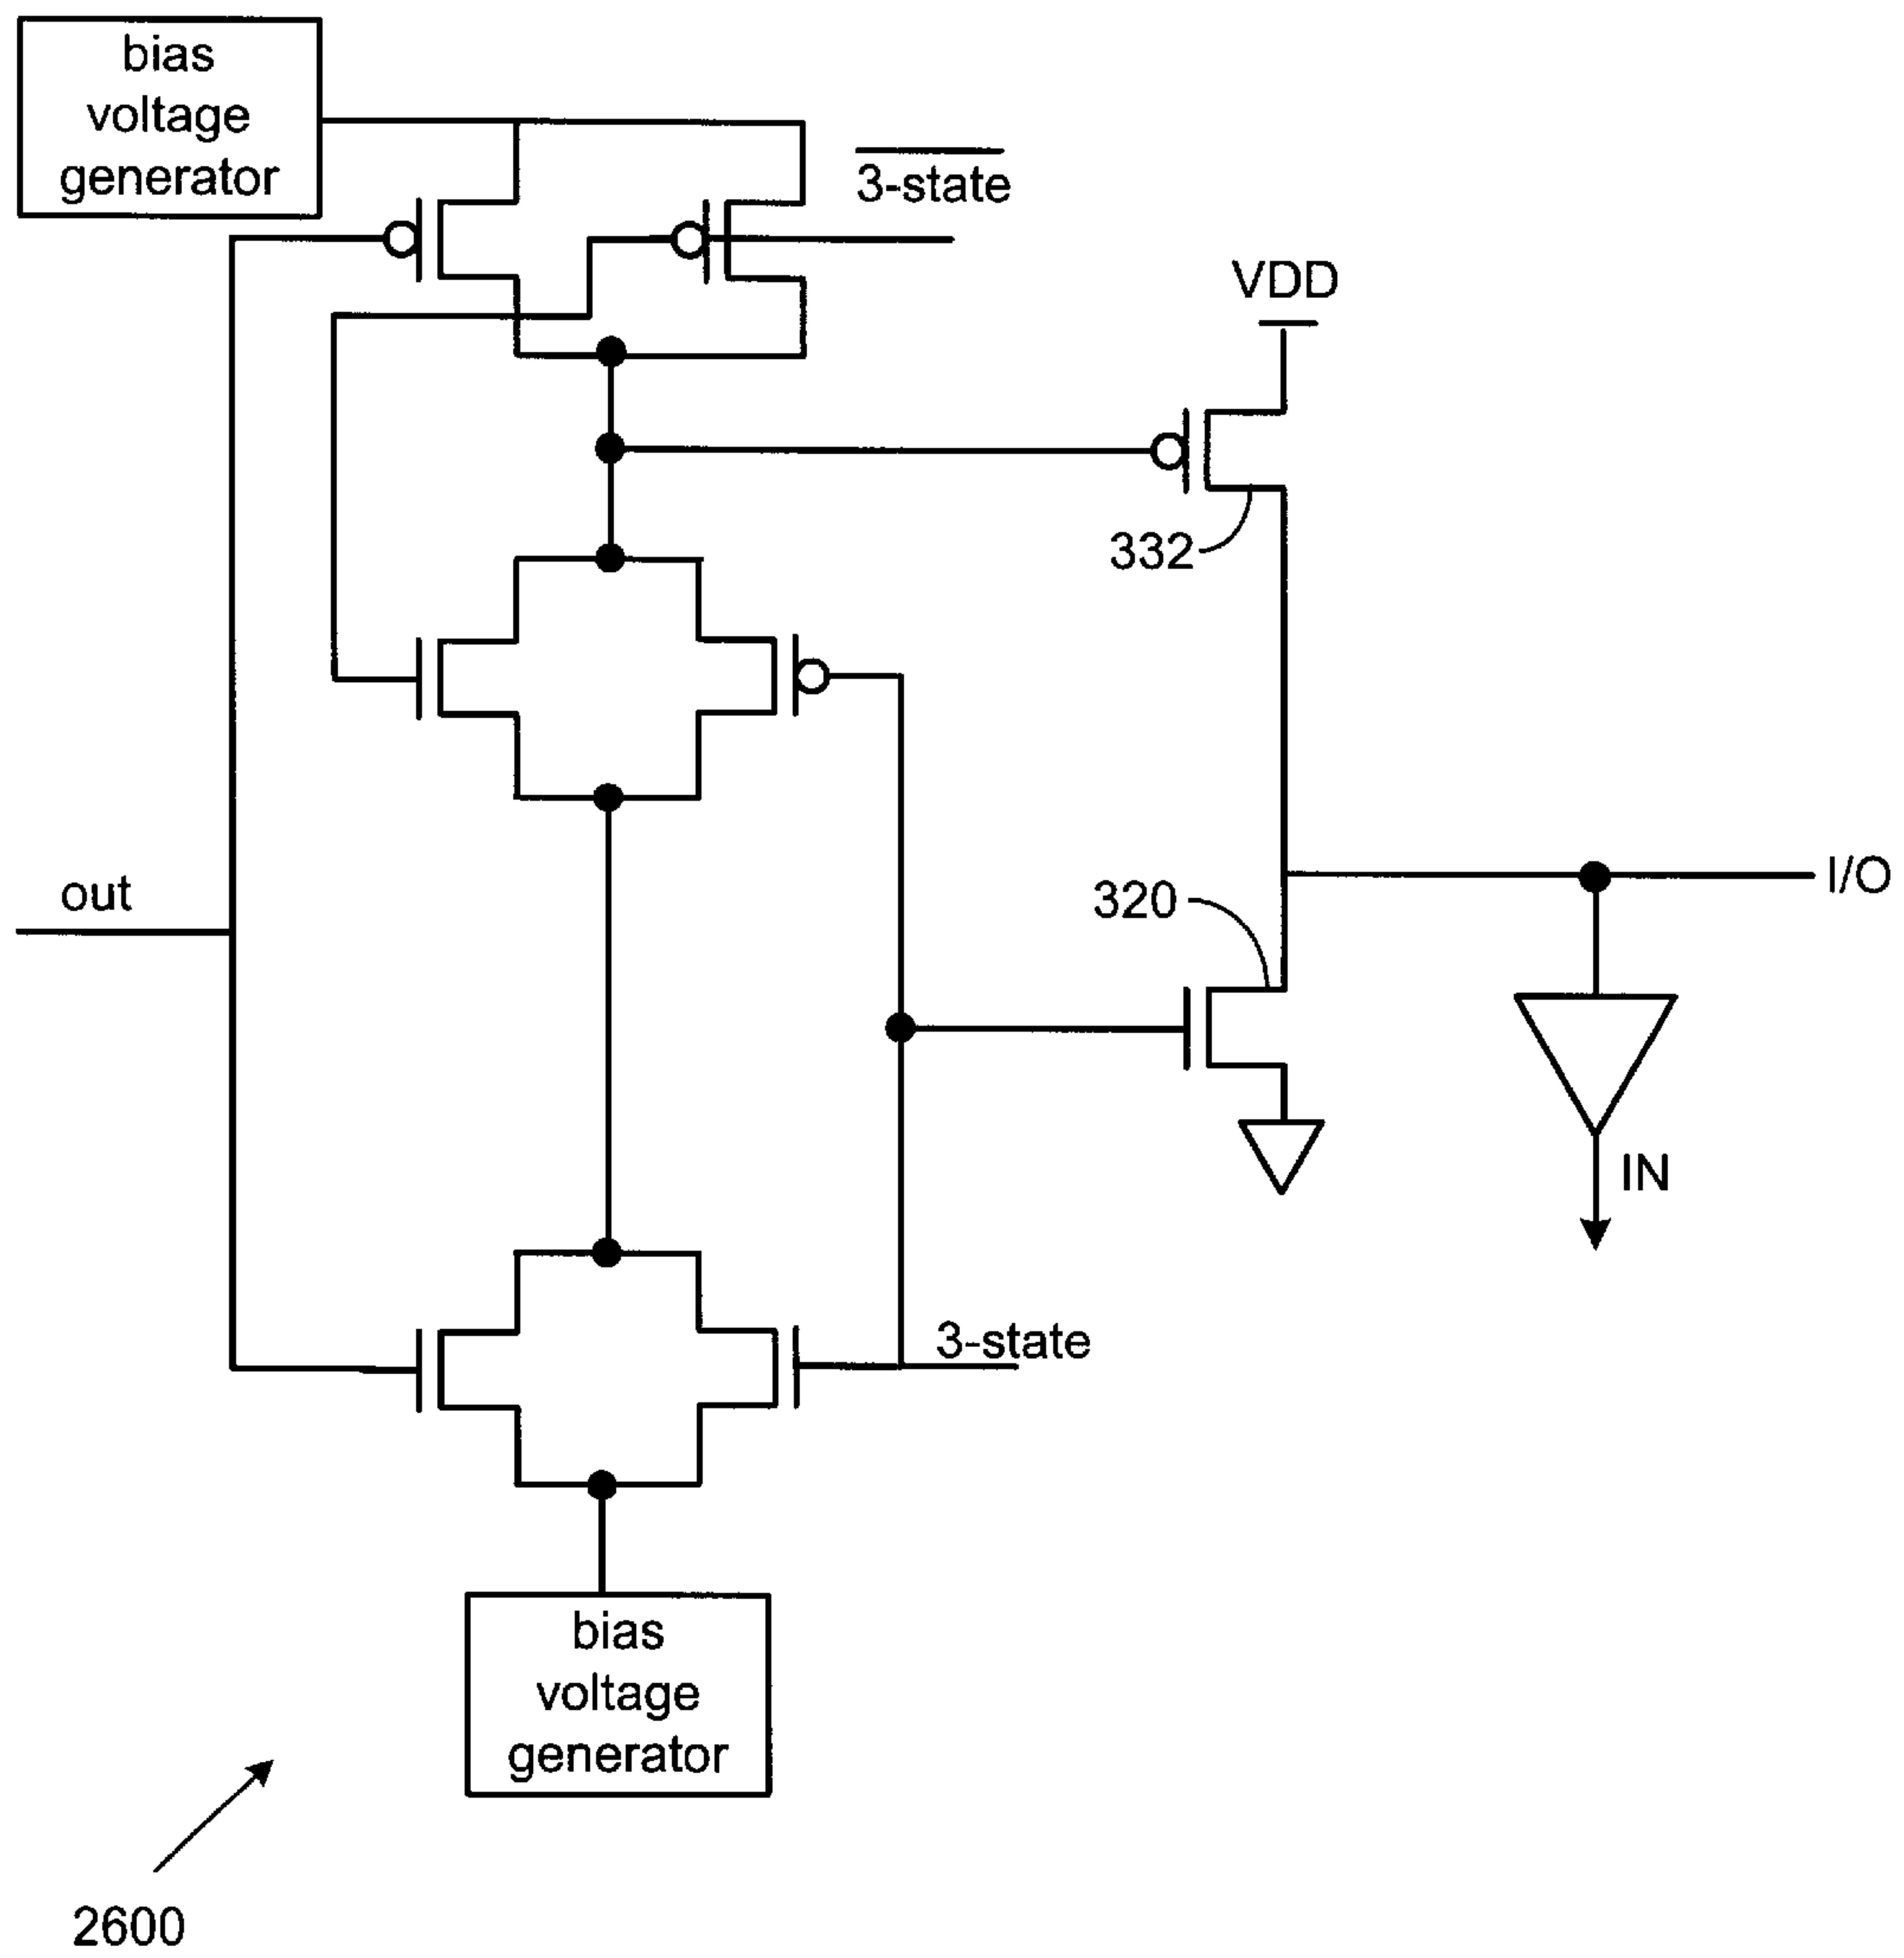 bias
voltage
generator
3-state
VDD
332
out
320
I/O
IN
3-state
bias
voltage
generator
2600